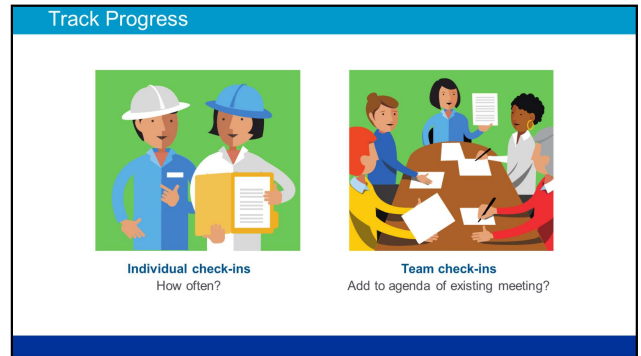 Track Progress
Individual check-ins
How often?
Team check-ins
Add to agenda of existing meeting?